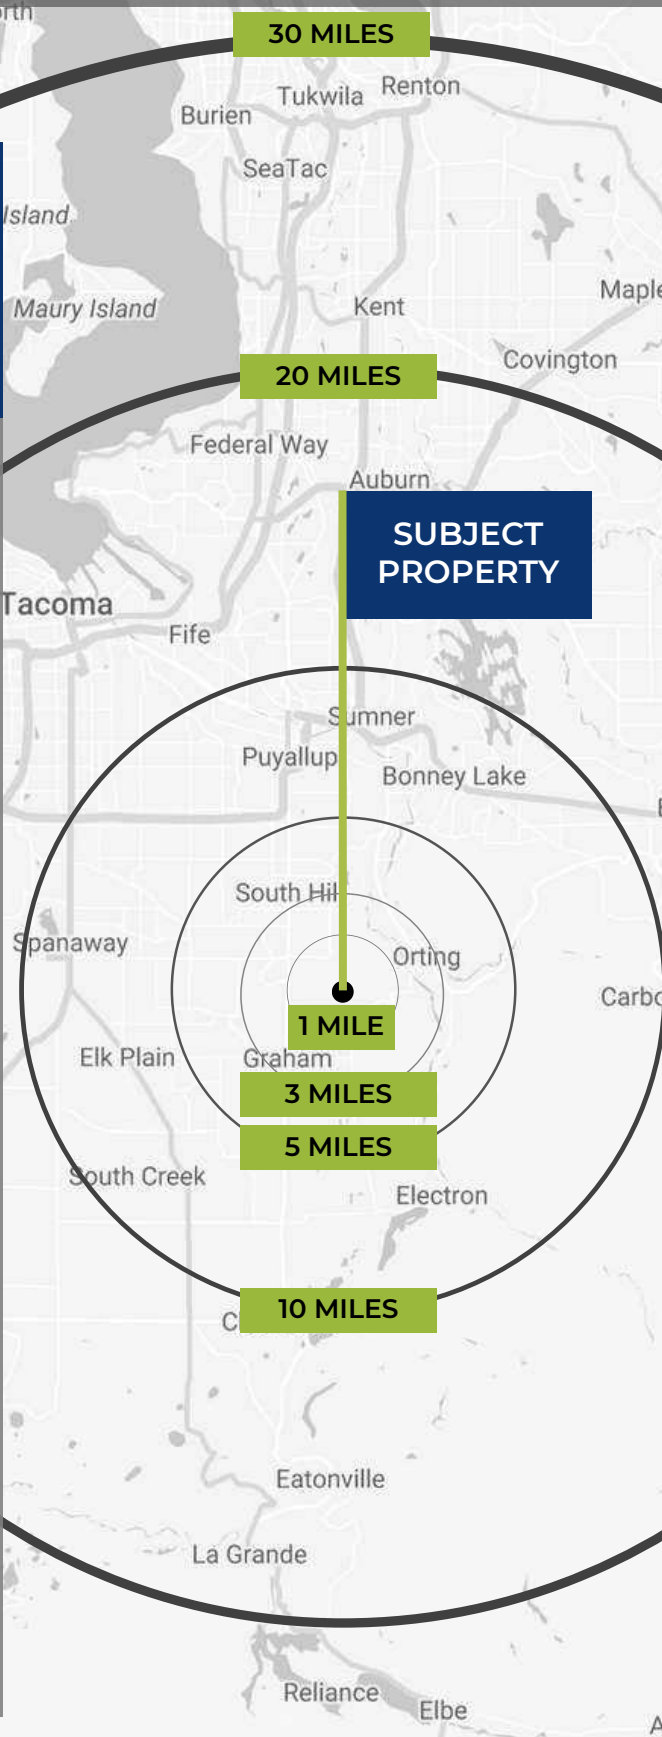 30 MILES
Tukwila
Renton
Burien
SeaTac
Island
Maury Island
Kent
Covington
20 MILES
Federal Way
Auburn
SUBJECT
PROPERTY
Tacoma
Fife
Sumner
Puyallup
Bonney Lake
South Hil
Spanaway
Orting
1 MILE
Elk Plain
Graham
3 MILES
5 MILES
South Creek
Electron
10 MILES
Eatonville
La Grande
Reliance
Elbe